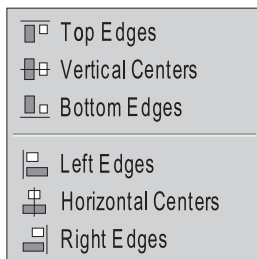 Top Edges
Vertical Centers
Bottom Edges
Left Edges
Horizontal Centers
Right Edges